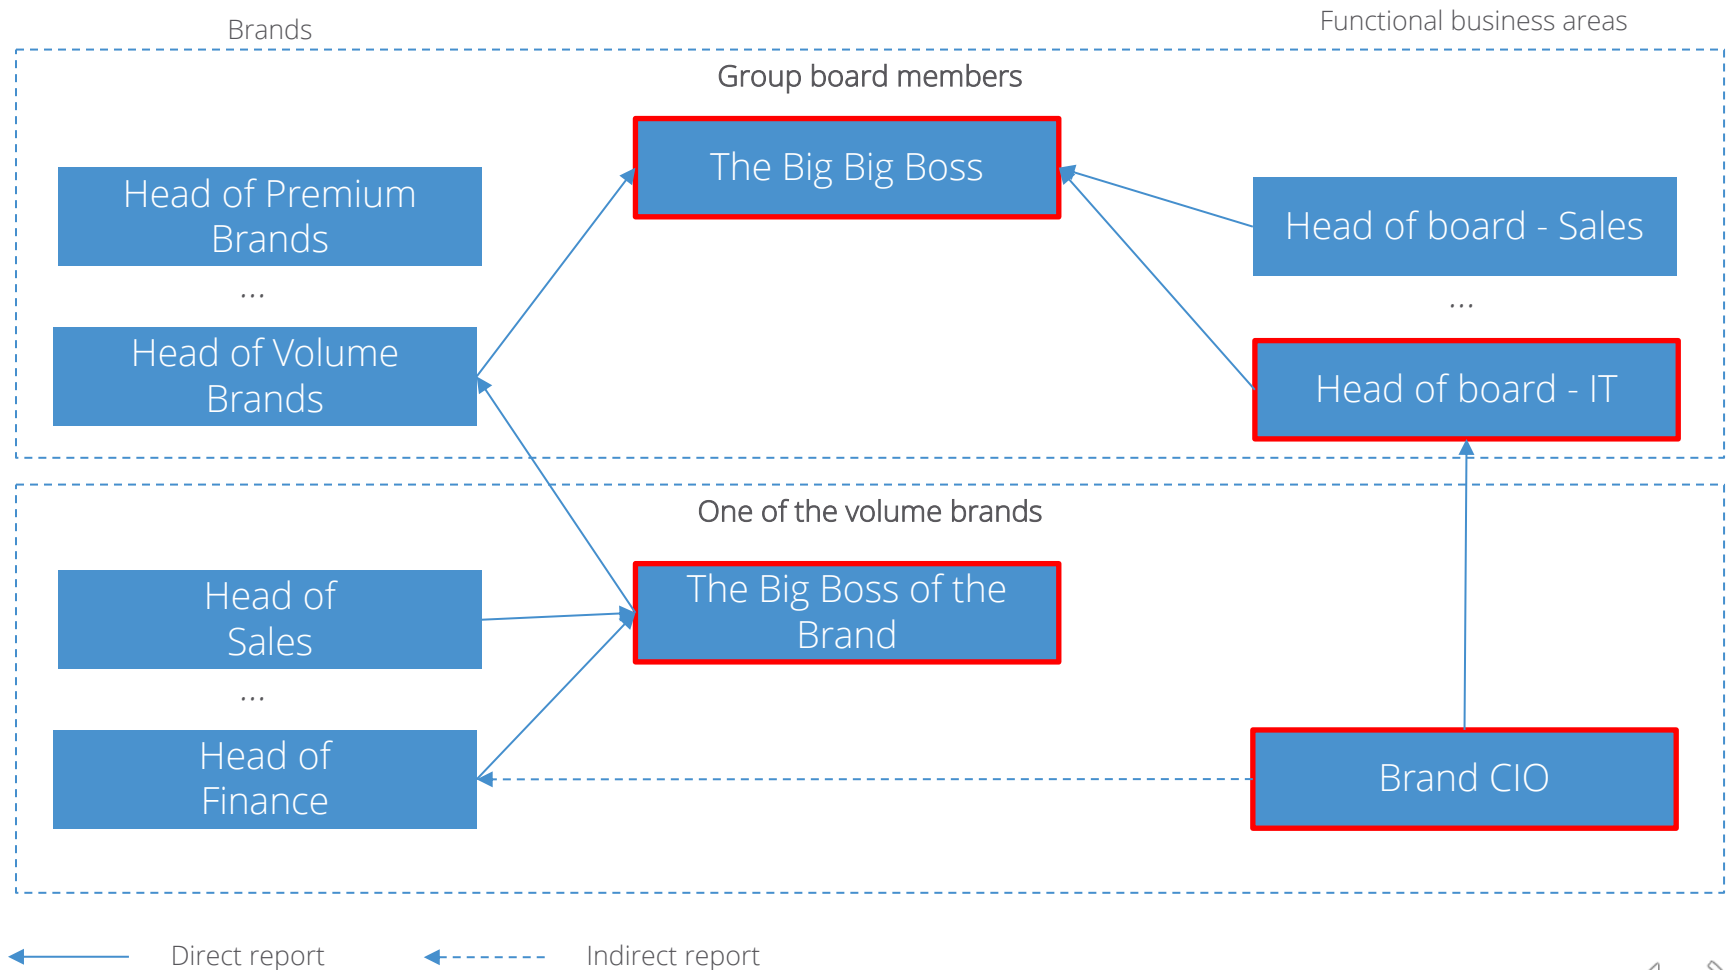 Brands
Functional business areas
Group board members
The Big Big Boss
Head of Premium
Brands
...
Head of Volume
Brands
Head of board - Sales
...
Head of board - IT
One of the volume brands
Head of
Sales
...
Head of
Finance
The Big Boss of the
Brand
Brand CIO
Direct report
Indirect report